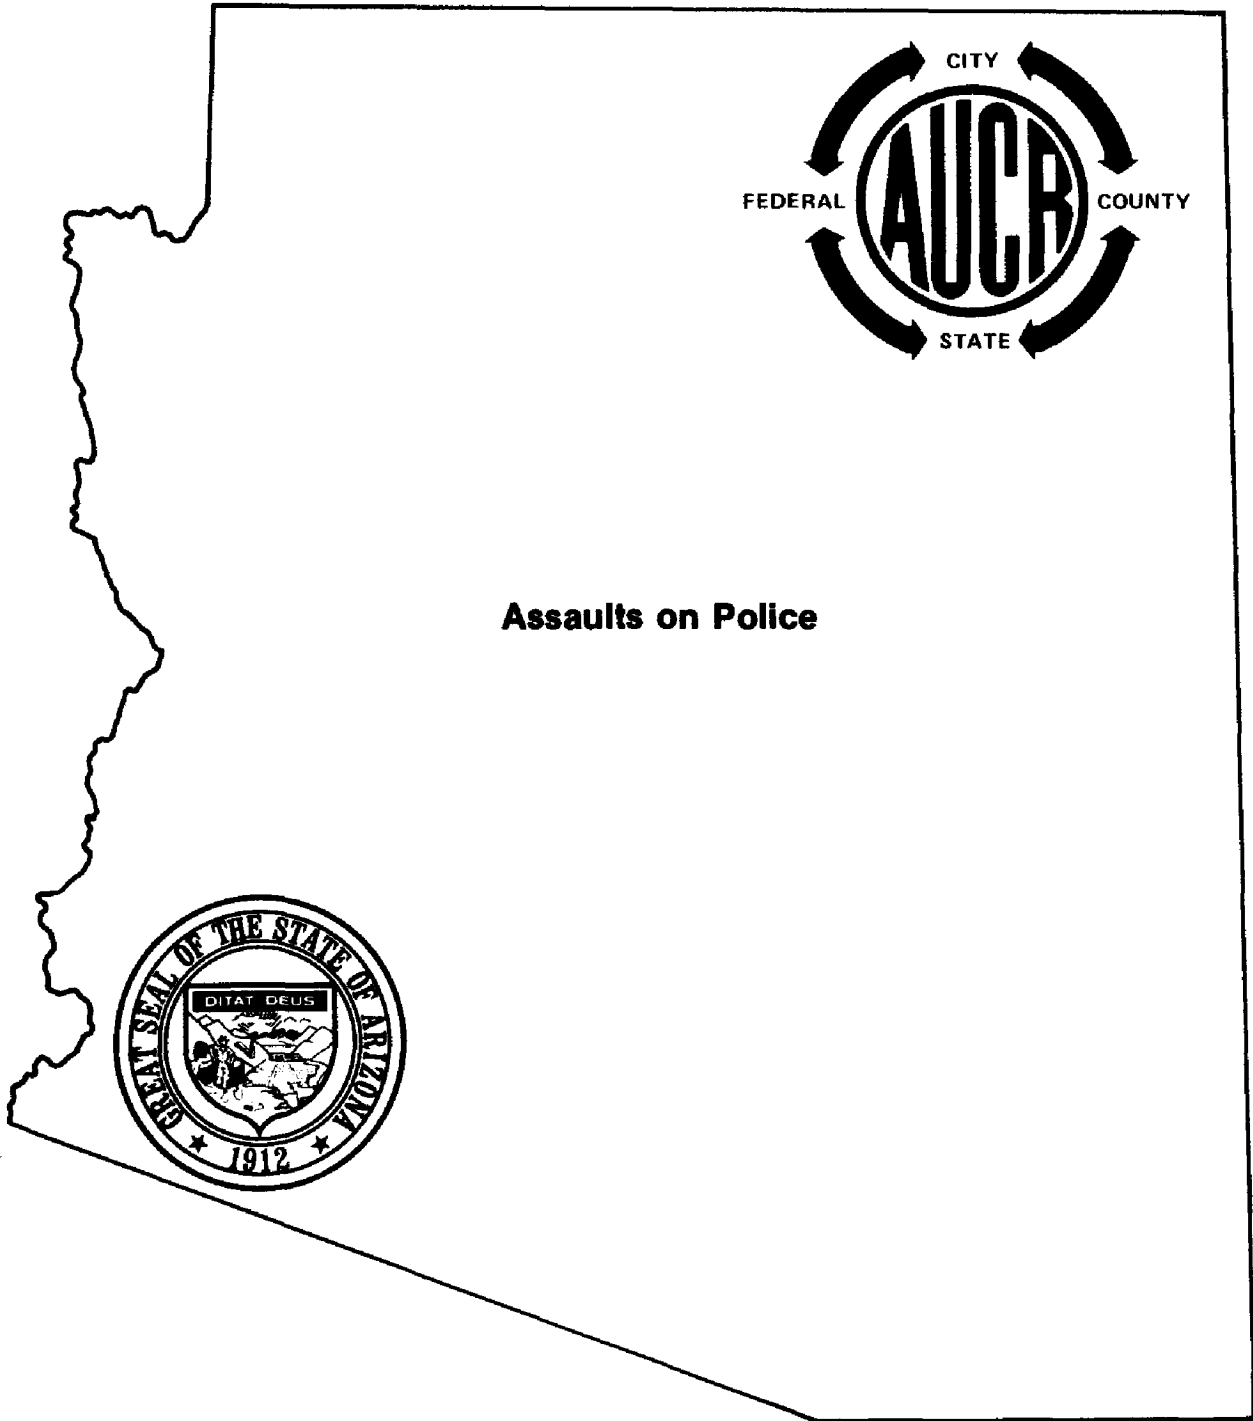 CITY
FEDERAL
AUCR
COUNTY
STATE
Assaults on Police
GREAT SEAL OF THE STATE OF ARIZONA
DITAT DEUS
1912